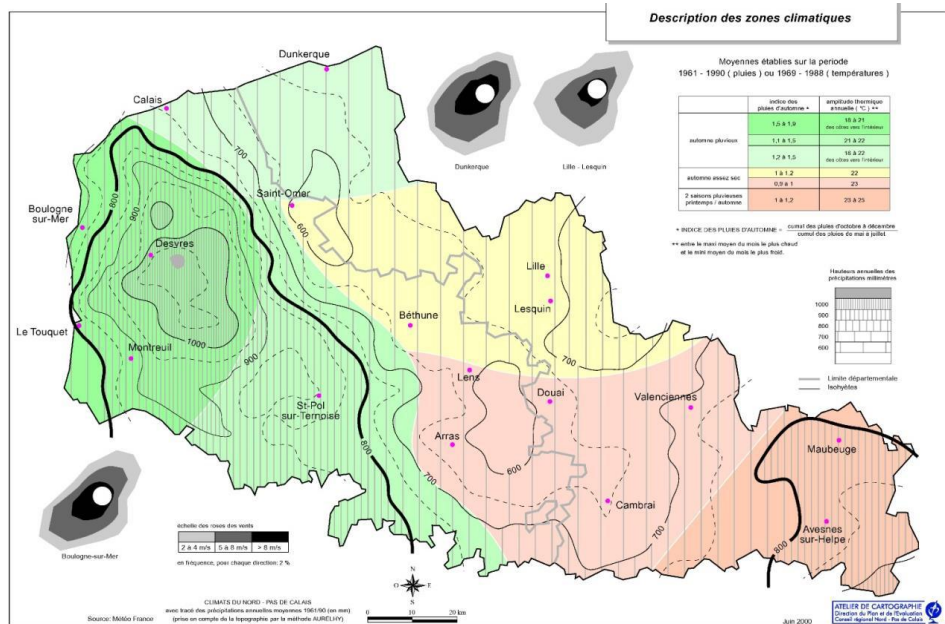 Description des zones climatiques
Moyennes établies sur la periode
1961 - 1990 ( pluies ) ou 1969 - 1988 ( températures )
indice des
pluies d'automne *
amplitude thermique
annuelle ( °C ) **
automne pluvieux
1,5 à 1,9
16 à 21
des côtes vers l'intérieur
1,1 à 1,5
21 à 22
1,2 à 1,5
16 à 22
des côtes vers l'intérieur
automne assez sec
1 à 1,2
22
0,9 à 1
23
2 saisons pluvieuses
printemps / automne
1 à 1,2
23 à 25
* INDICE DES PLUIES D'AUTOMNE = cumul des pluies d'octobre à décembre
cumul des pluies de mai à juillet
** entre le maxi moyen du mois le plus chaud
et le mini moyen du mois le plus froid.
Hauteurs annuelles des
précipitations millimètres
1000
900
800
700
600
Limite départementale
Isohyètes
Dunkerque
Calais
Saint-Omer
Boulogne
sur-Mer
Desvres
Le Touquet
Montreuil
St-Pol
sur-Ternoise
Béthune
Lille
Lesquin
Lens
Douai
Arras
Valenciennes
Cambrai
Maubeuge
Avesnes
sur-Helpe
700
700
600
800
900
1000
900
800
700
600
700
700
800
Dunkerque
Lille - Lesquin
Boulogne-sur-Mer
échelle des roses des vents
2 à 4 m/s
5 à 8 m/s
> 8 m/s
en fréquence, pour chaque direction: 2 %
N
O
E
S
0
10
20 km
Source: Météo France
CLIMATS DU NORD - PAS DE CALAIS
avec tracé des précipitations annuelles moyennes 1961/90 (en mm)
(prise en compte de la topographie par la méthode AURELHY)
Juin 2000
ATELIER DE CARTOGRAPHIE
Direction du Plan et de l'Evaluation
Conseil régional Nord - Pas de Calais